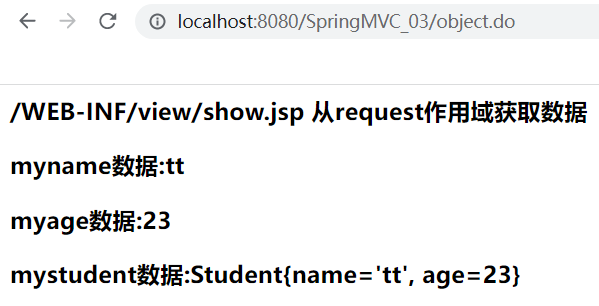 localhost:8080/SpringMVC_03/object.do
/WEB-INF/view/show.jsp 从request作用域获取数据
myname数据:tt
myage数据:23
mystudent数据:Student{name='tt', age=23}